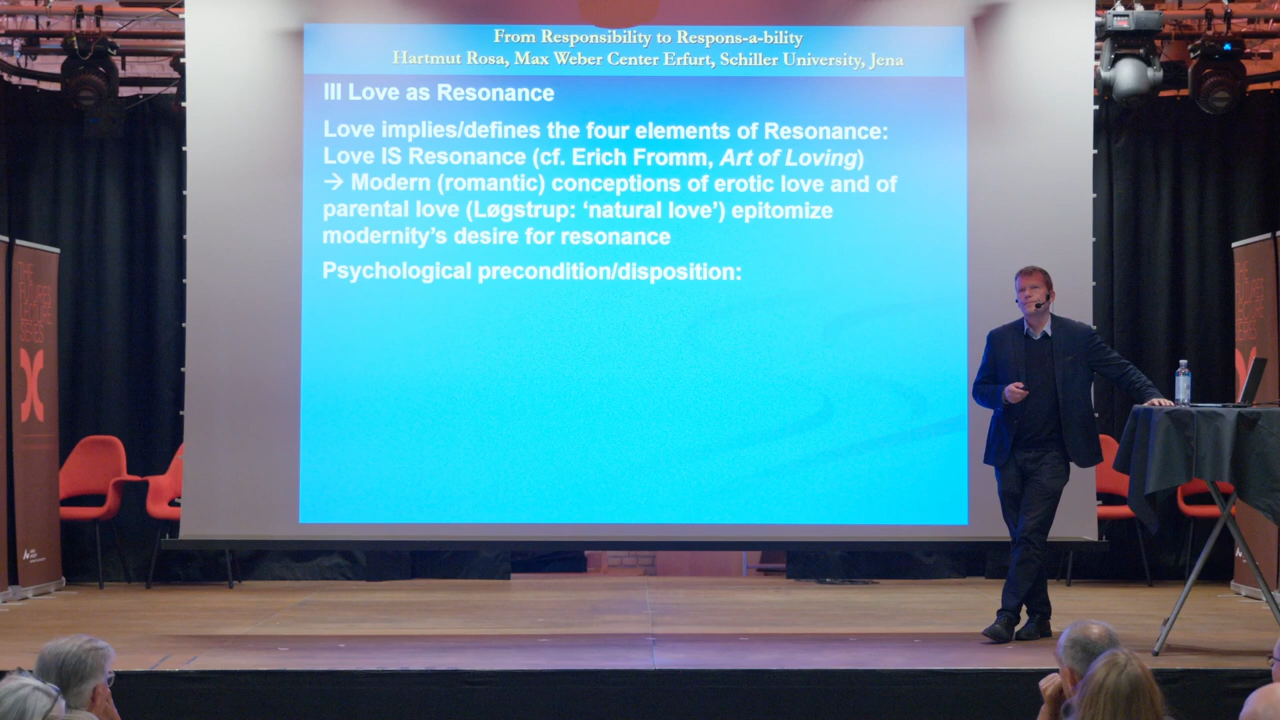 From Responsibility to Respons-a-bility
Hartmut Rosa, Max Weber Center Erfurt, Schiller University, Jena
III Love as Resonance
Love implies/defines the four elements of Resonance:
Love IS Resonance (cf. Erich Fromm, Art of Loving)
→ Modern (romantic) conceptions of erotic love and of
parental love (Løgstrup: ‘natural love’) epitomize
modernity’s desire for resonance
Psychological precondition/disposition: